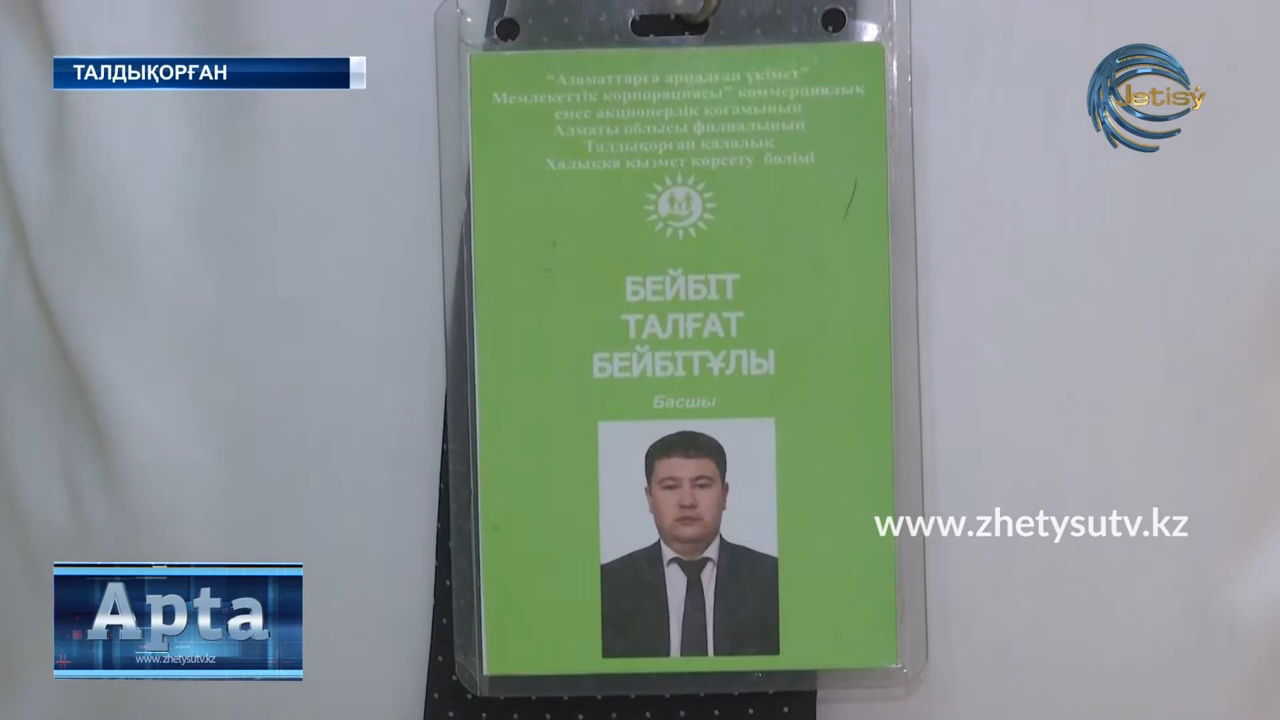 ТАЛДЫҚОРҒАН
Jetisý
"Азаматтарға арналған үкімет"
Мемлекеттік корпорациясы" коммерциялық
емес акционерлік қоғамының
Алматы облысы филиалының
Талдықорған қалалық
Халыққа қызмет көрсету бөлімі
БЕЙБІТ
ТАЛҒАТ
БЕЙБІТҰЛЫ
Басшы
www.zhetysutv.kz
Apta
www.zhetysutv.kz